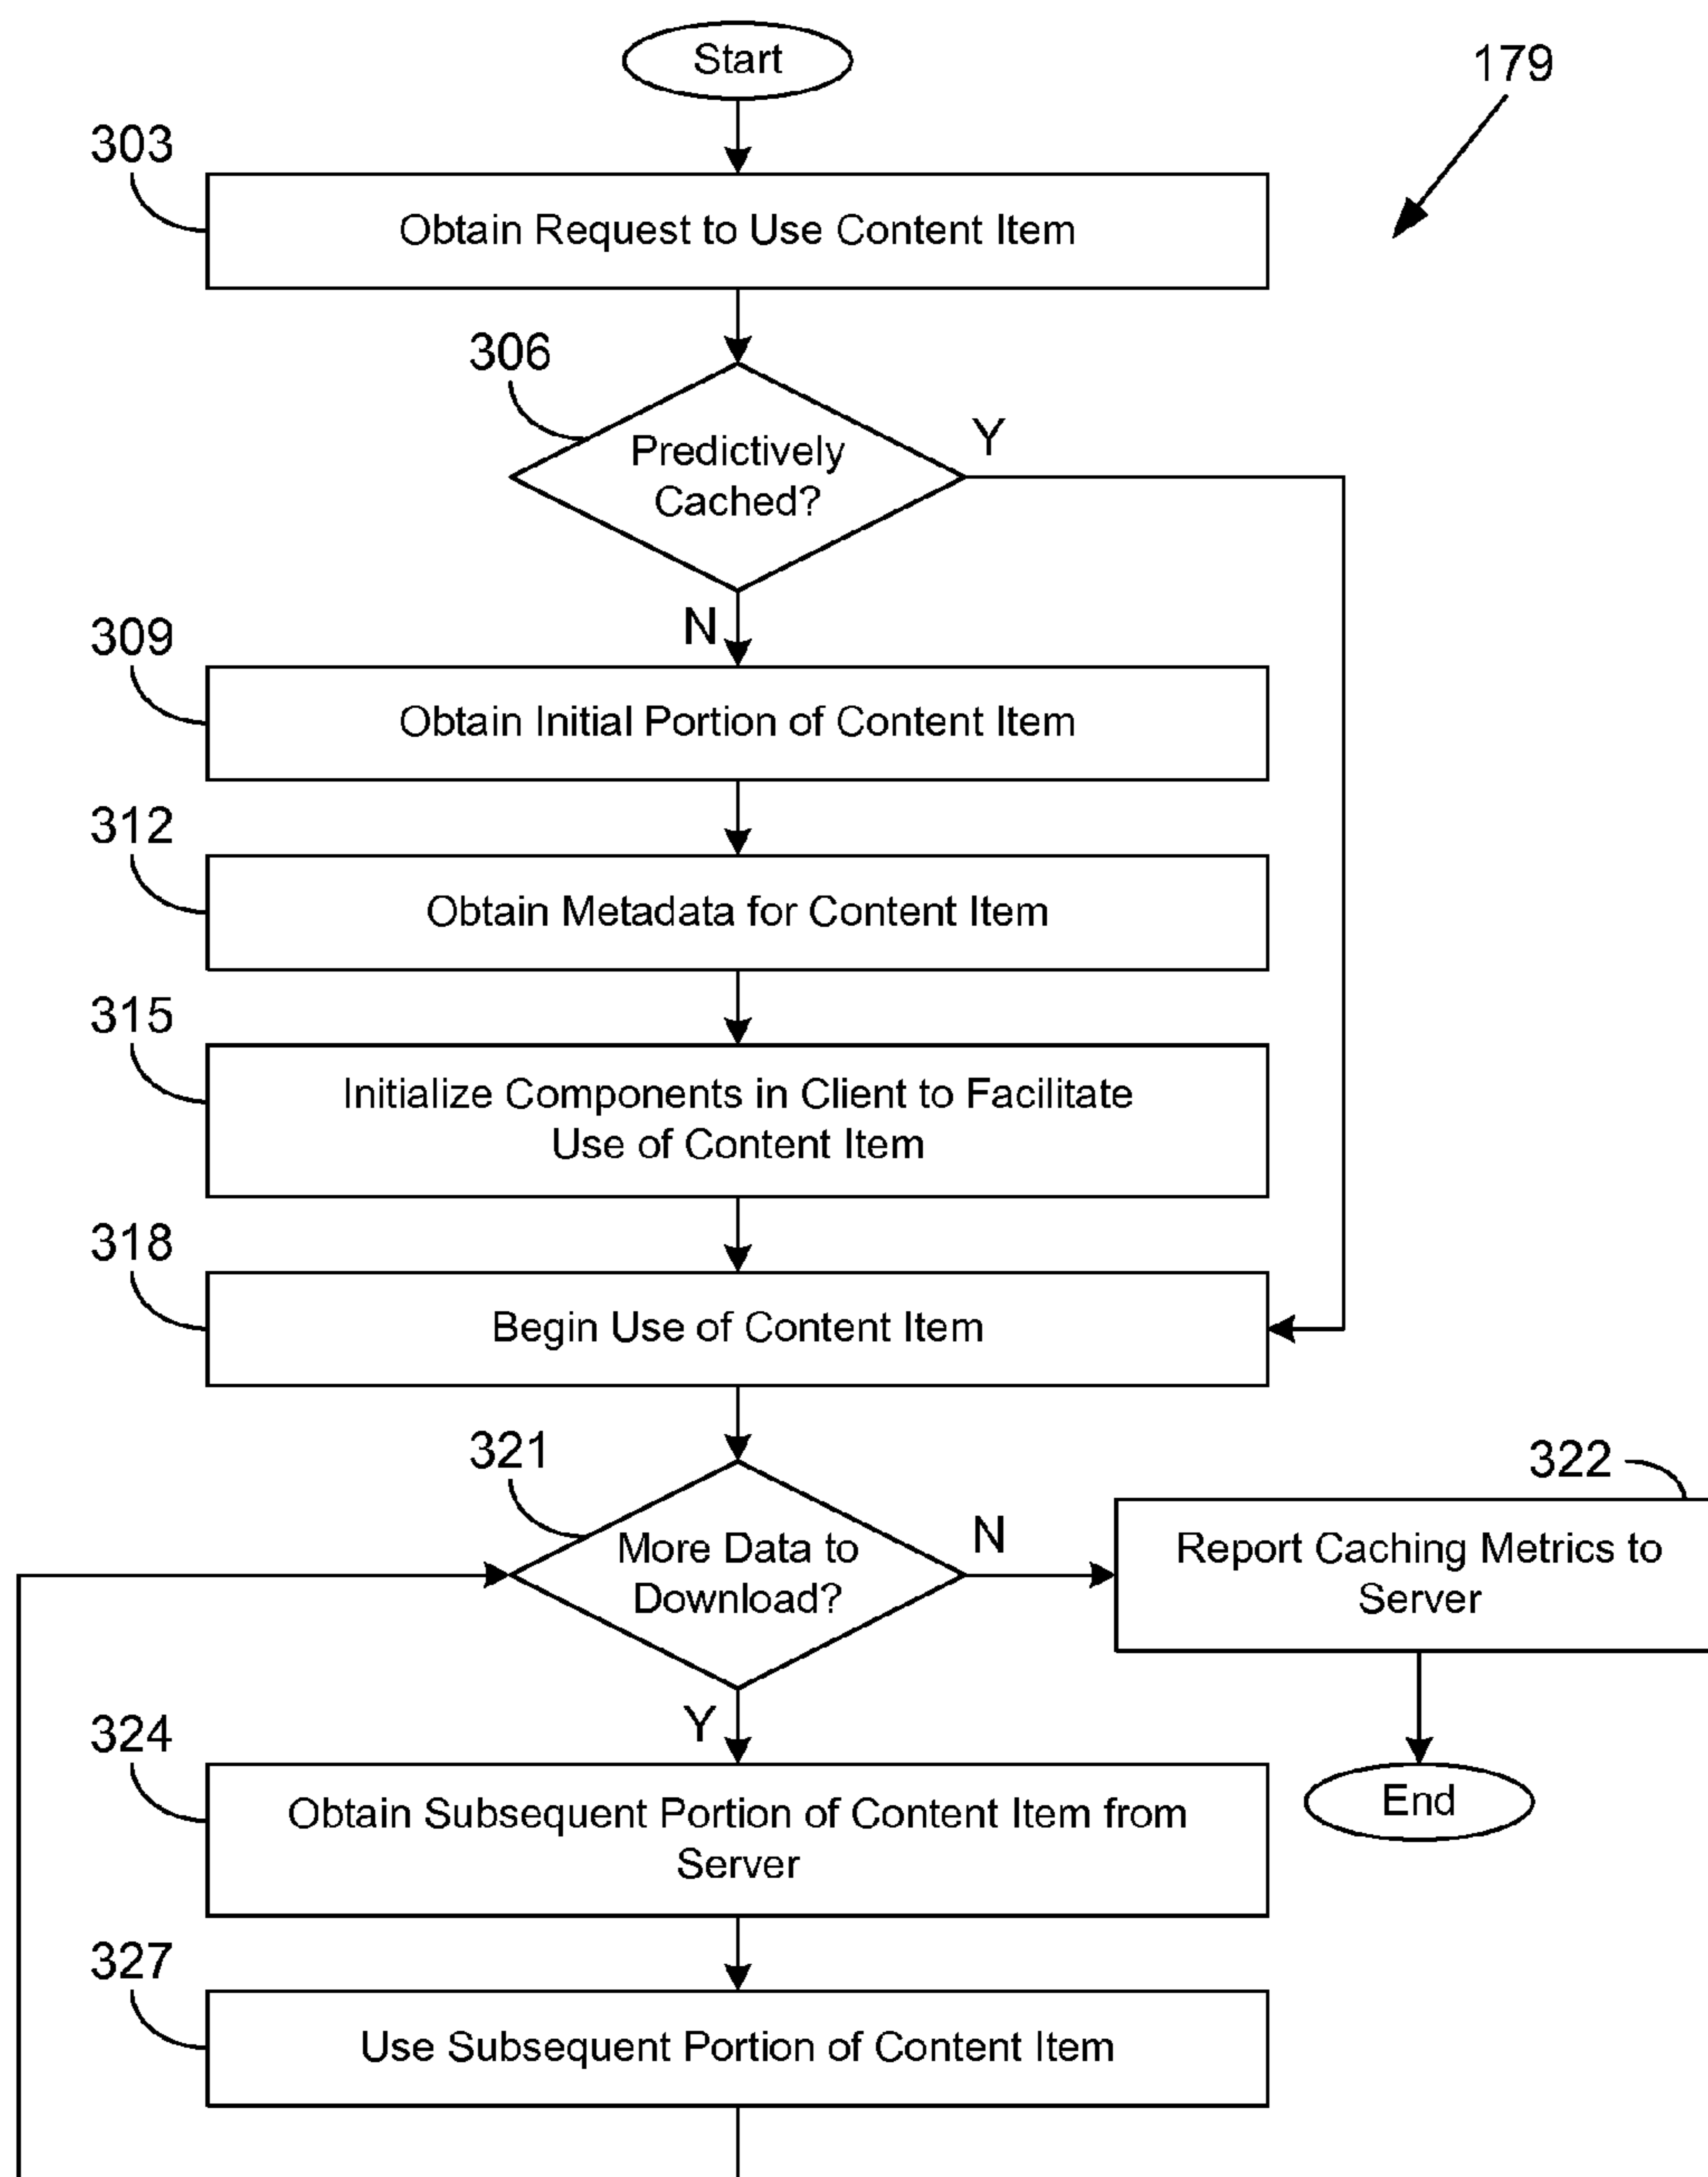 Start
179
303
Obtain Request to Use Content Item
306
Predictively
Cached?
Y
N
309
Obtain Initial Portion of Content Item
312
Obtain Metadata for Content Item
315
Initialize Components in Client to Facilitate
Use of Content Item
318
Begin Use of Content Item
321
More Data to
Download?
N
322
Report Caching Metrics to
Server
Y
324
Obtain Subsequent Portion of Content Item from
Server
End
327
Use Subsequent Portion of Content Item